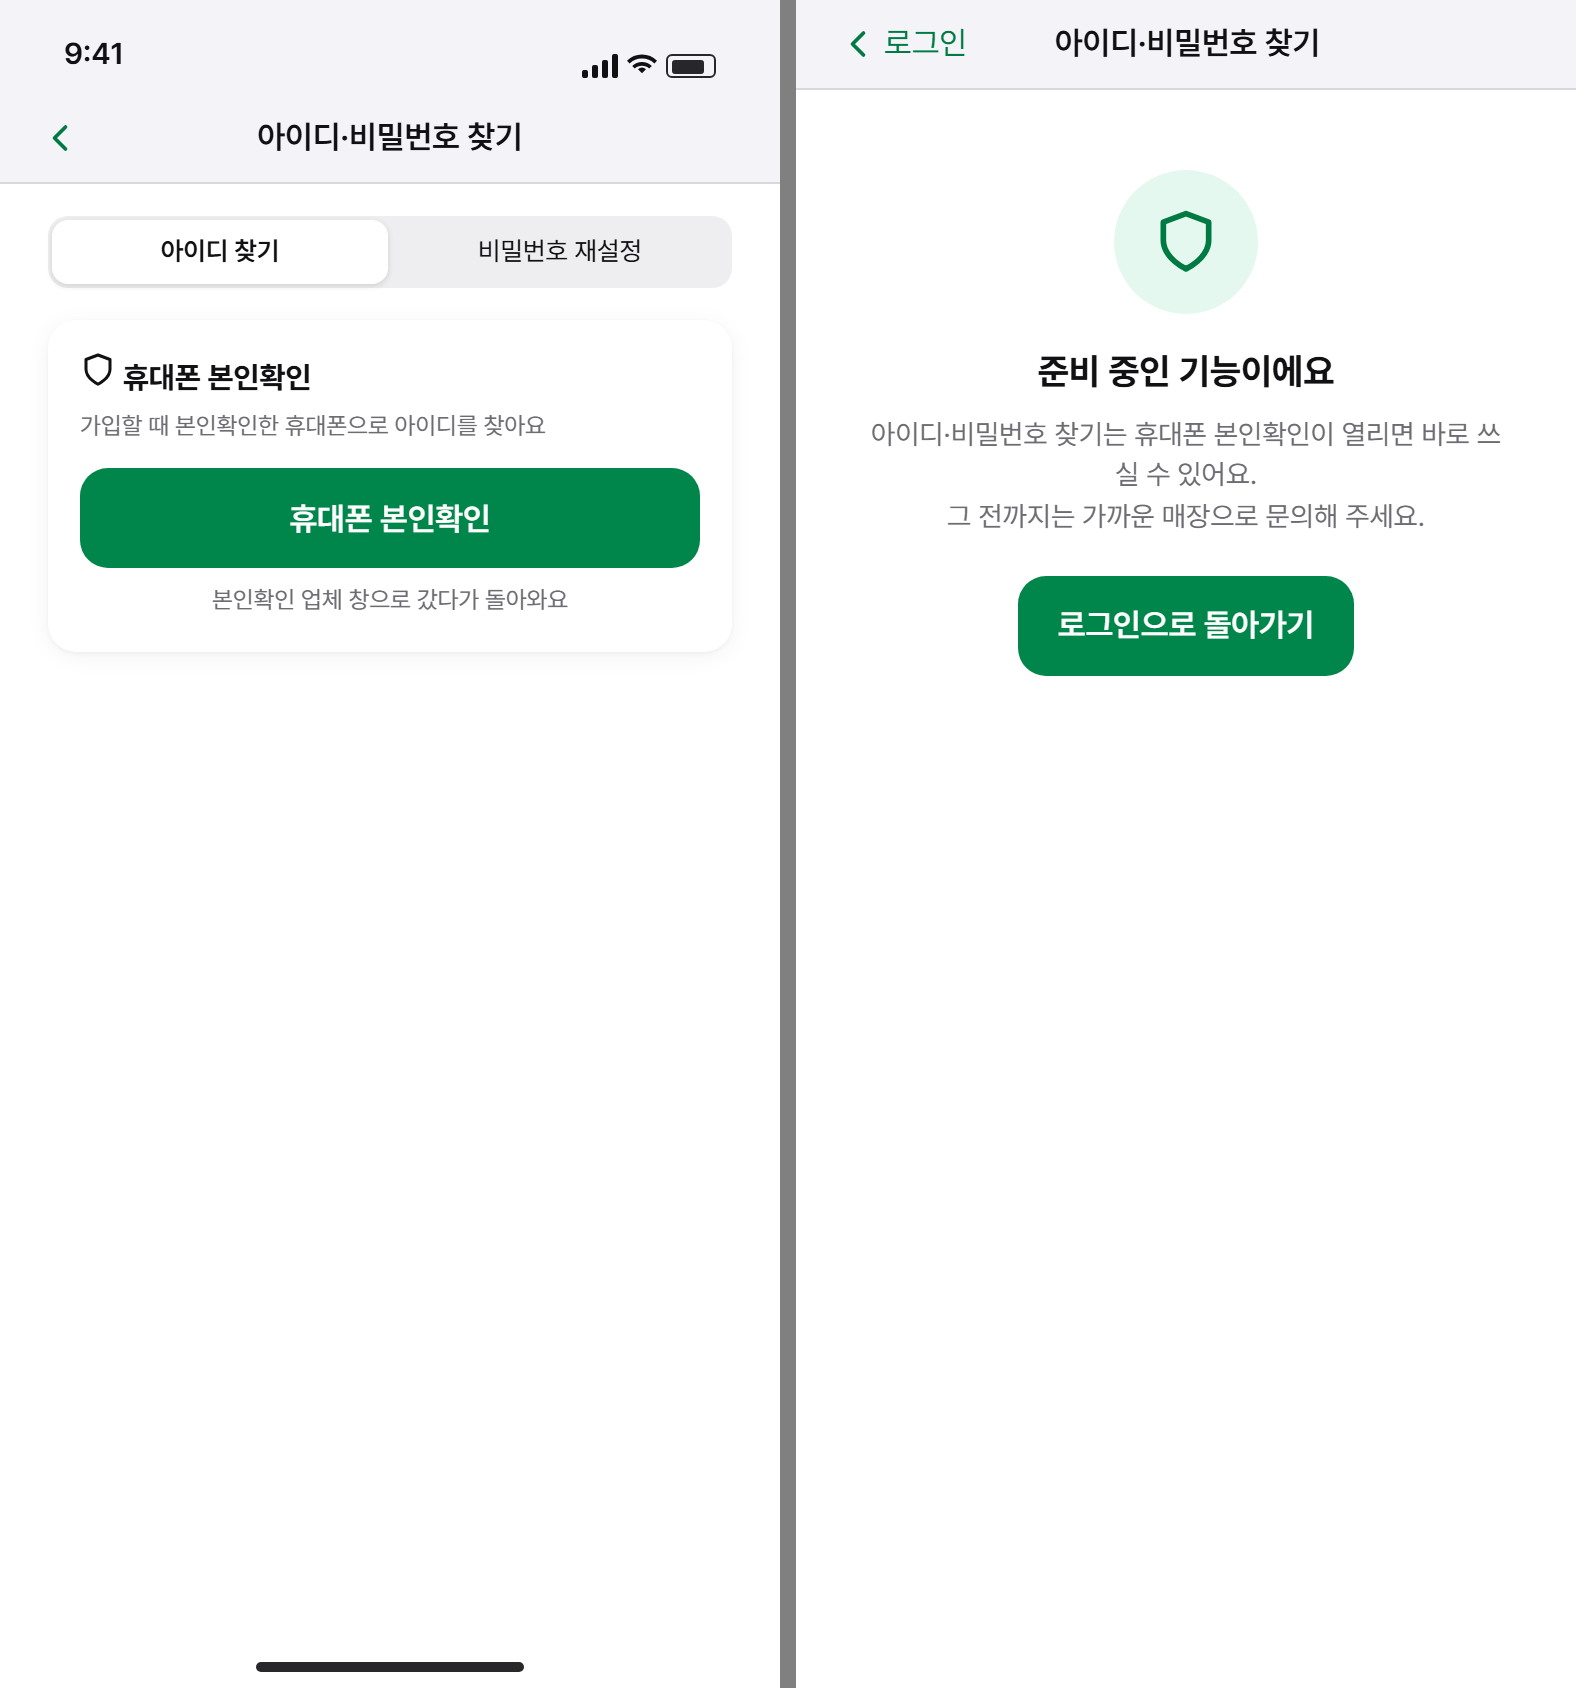 9:41
아이디·비밀번호 찾기
아이디 찾기
비밀번호 재설정
휴대폰 본인확인
가입할 때 본인확인한 휴대폰으로 아이디를 찾아요
휴대폰 본인확인
본인확인 업체 창으로 갔다가 돌아와요
로그인
아이디·비밀번호 찾기
준비 중인 기능이에요
아이디·비밀번호 찾기는 휴대폰 본인확인이 열리면 바로 쓰
실 수 있어요.
그 전까지는 가까운 매장으로 문의해 주세요.
로그인으로 돌아가기